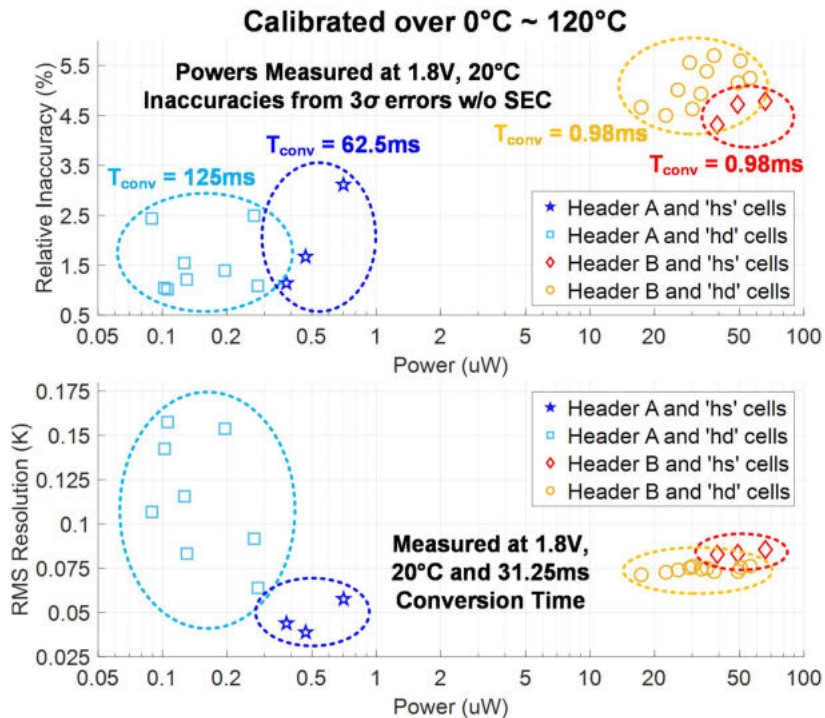 Calibrated over 0°C ~ 120°C
Relative Inaccuracy (%)
5.5
4.5
3.5
2.5
1.5
0.5
Powers Measured at 1.8V, 20°C
Inaccuracies from 3σ errors w/o SEC
T_conv = 125ms
T_conv = 62.5ms
T_conv = 0.98ms
T_conv = 0.98ms
Header A and 'hs' cells
Header A and 'hd' cells
Header B and 'hs' cells
Header B and 'hd' cells
0.05 0.1 0.2 0.5 1 2 5 10 20 50 100
Power (uW)
RMS Resolution (K)
0.175
0.15
0.125
0.1
0.075
0.05
0.025
Header A and 'hs' cells
Header A and 'hd' cells
Header B and 'hs' cells
Header B and 'hd' cells
Measured at 1.8V,
20°C and 31.25ms
Conversion Time
0.05 0.1 0.2 0.5 1 2 5 10 20 50 100
Power (uW)